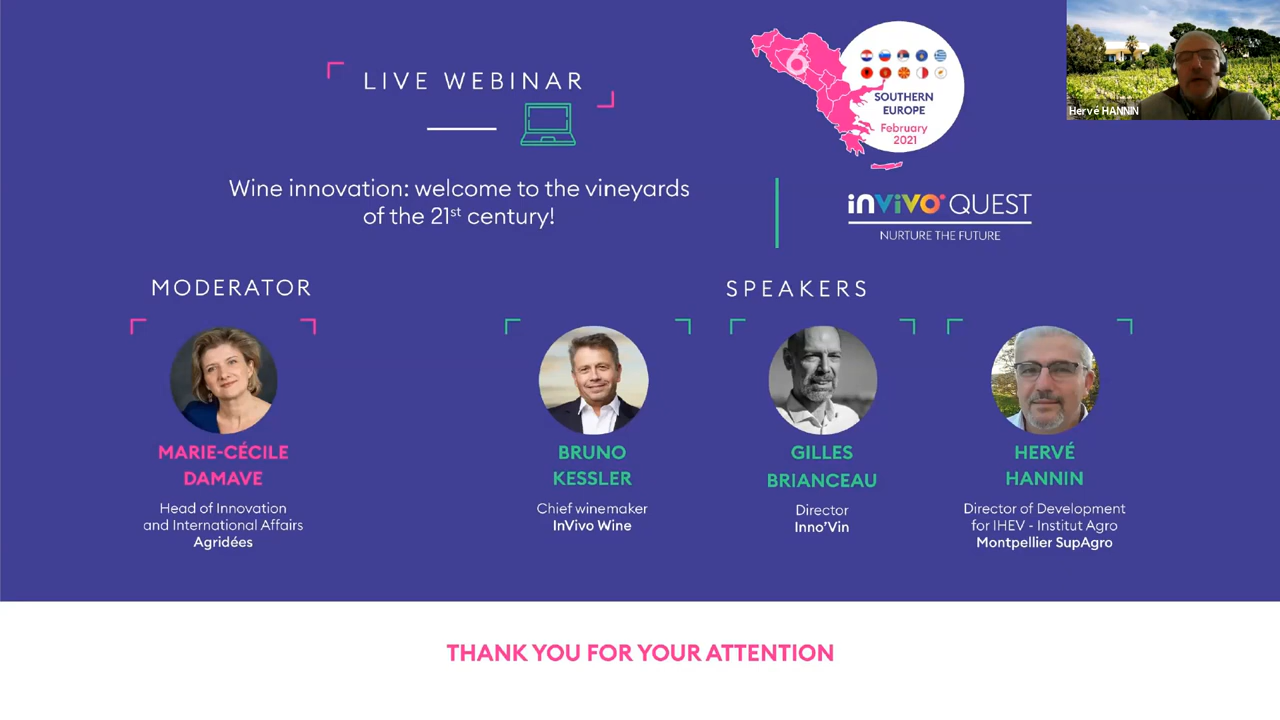 LIVE WEBINAR
6
SOUTHERN
EUROPE
February
2021
Hervé HANNIN
Wine innovation: welcome to the vineyards
of the 21st century!
invivo QUEST
NURTURE THE FUTURE
MODERATOR
SPEAKERS
MARIE-CÉCILE
DAMAVE
Head of Innovation
and International Affairs
Agridées
BRUNO
KESSLER
Chief winemaker
InVivo Wine
GILLES
BRIANCEAU
Director
Inno'Vin
HERVÉ
HANNIN
Director of Development
for IHEV - Institut Agro
Montpellier SupAgro
THANK YOU FOR YOUR ATTENTION